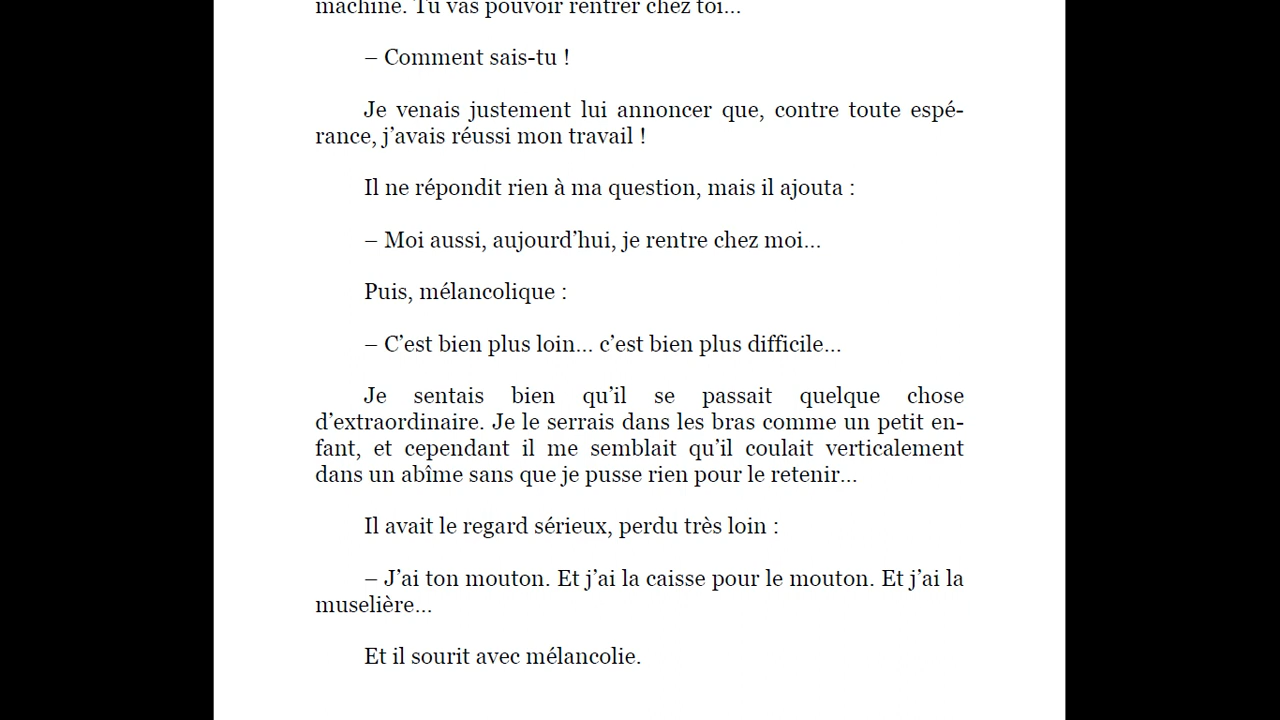 machine. Tu vas pouvoir rentrer chez toi…
– Comment sais-tu !
Je venais justement lui annoncer que, contre toute espé-
rance, j’avais réussi mon travail !
Il ne répondit rien à ma question, mais il ajouta :
– Moi aussi, aujourd’hui, je rentre chez moi…
Puis, mélancolique :
– C’est bien plus loin… c’est bien plus difficile…
Je sentais bien qu’il se passait quelque chose
d’extraordinaire. Je le serrais dans les bras comme un petit en-
fant, et cependant il me semblait qu’il coulait verticalement
dans un abîme sans que je pusse rien pour le retenir…
Il avait le regard sérieux, perdu très loin :
– J’ai ton mouton. Et j’ai la caisse pour le mouton. Et j’ai la
muselière…
Et il sourit avec mélancolie.